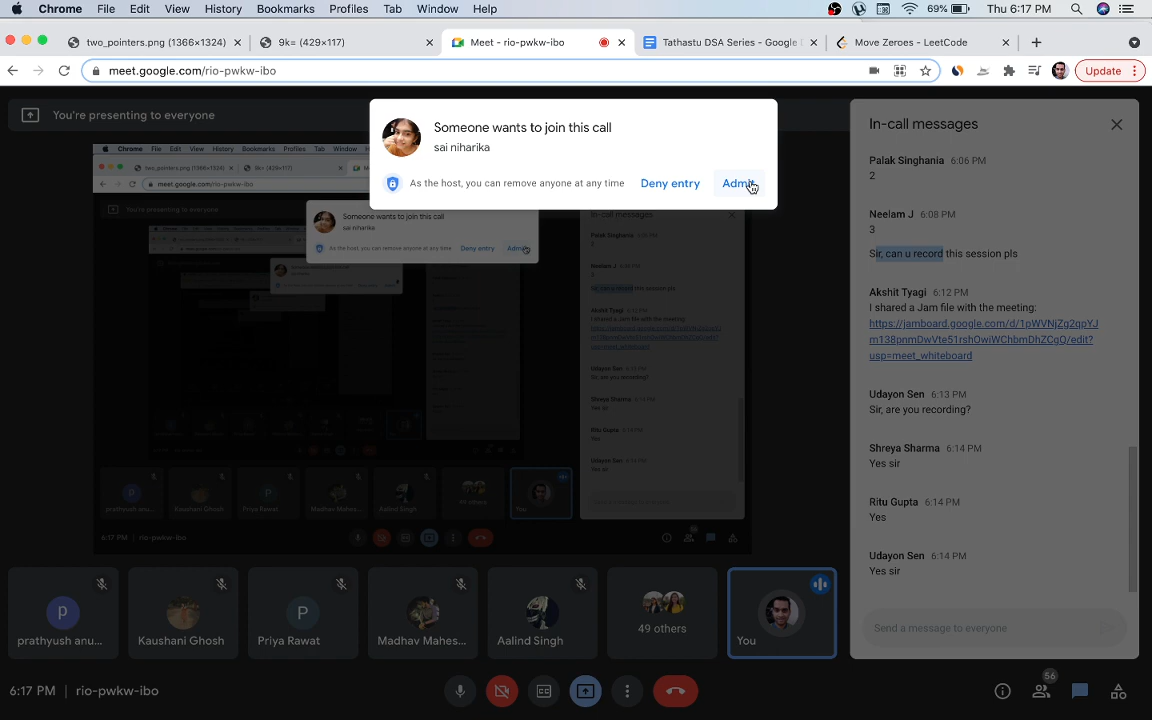 Chrome File Edit View History Bookmarks Profiles Tab Window Help 69% Thu 6:17 PM
two_pointers.png (1366×1324) 9k= (429×117) Meet - rio-pwkw-ibo Tathastu DSA Series - Google Move Zeroes - LeetCode
meet.google.com/rio-pwkw-ibo Update
You're presenting to everyone
Someone wants to join this call
sai niharika
As the host, you can remove anyone at any time Deny entry Admit
In-call messages
Palak Singhania 6:06 PM
2
Neelam J 6:08 PM
3
Sir, can u record this session pls
Akshit Tyagi 6:12 PM
I shared a Jam file with the meeting:
https://jamboard.google.com/d/1pWVNjZg2qpYJ
m138pnmDwVte51rshOwiWChbmDhZCgQ/edit?
usp=meet_whiteboard
Udayon Sen 6:13 PM
Sir, are you recording?
Shreya Sharma 6:14 PM
Yes sir
Ritu Gupta 6:14 PM
Yes
Udayon Sen 6:14 PM
Yes sir
Send a message to everyone
p P
prathyush anu... Kaushani Ghosh Priya Rawat Madhav Mahes... Aalind Singh 49 others You
6:17 PM | rio-pwkw-ibo 56